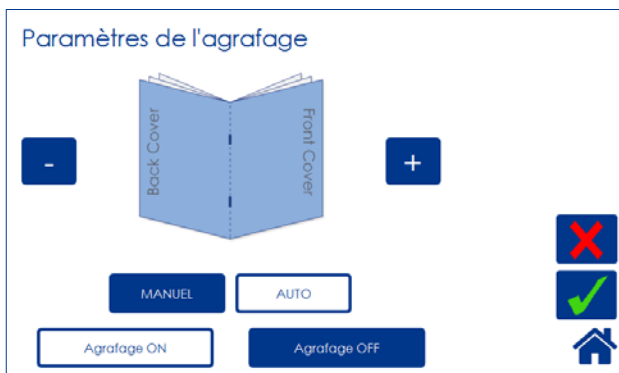 Paramètres de l'agrafage
Back Cover
Front Cover
-
+
MANUEL
AUTO
Agrafage ON
Agrafage OFF